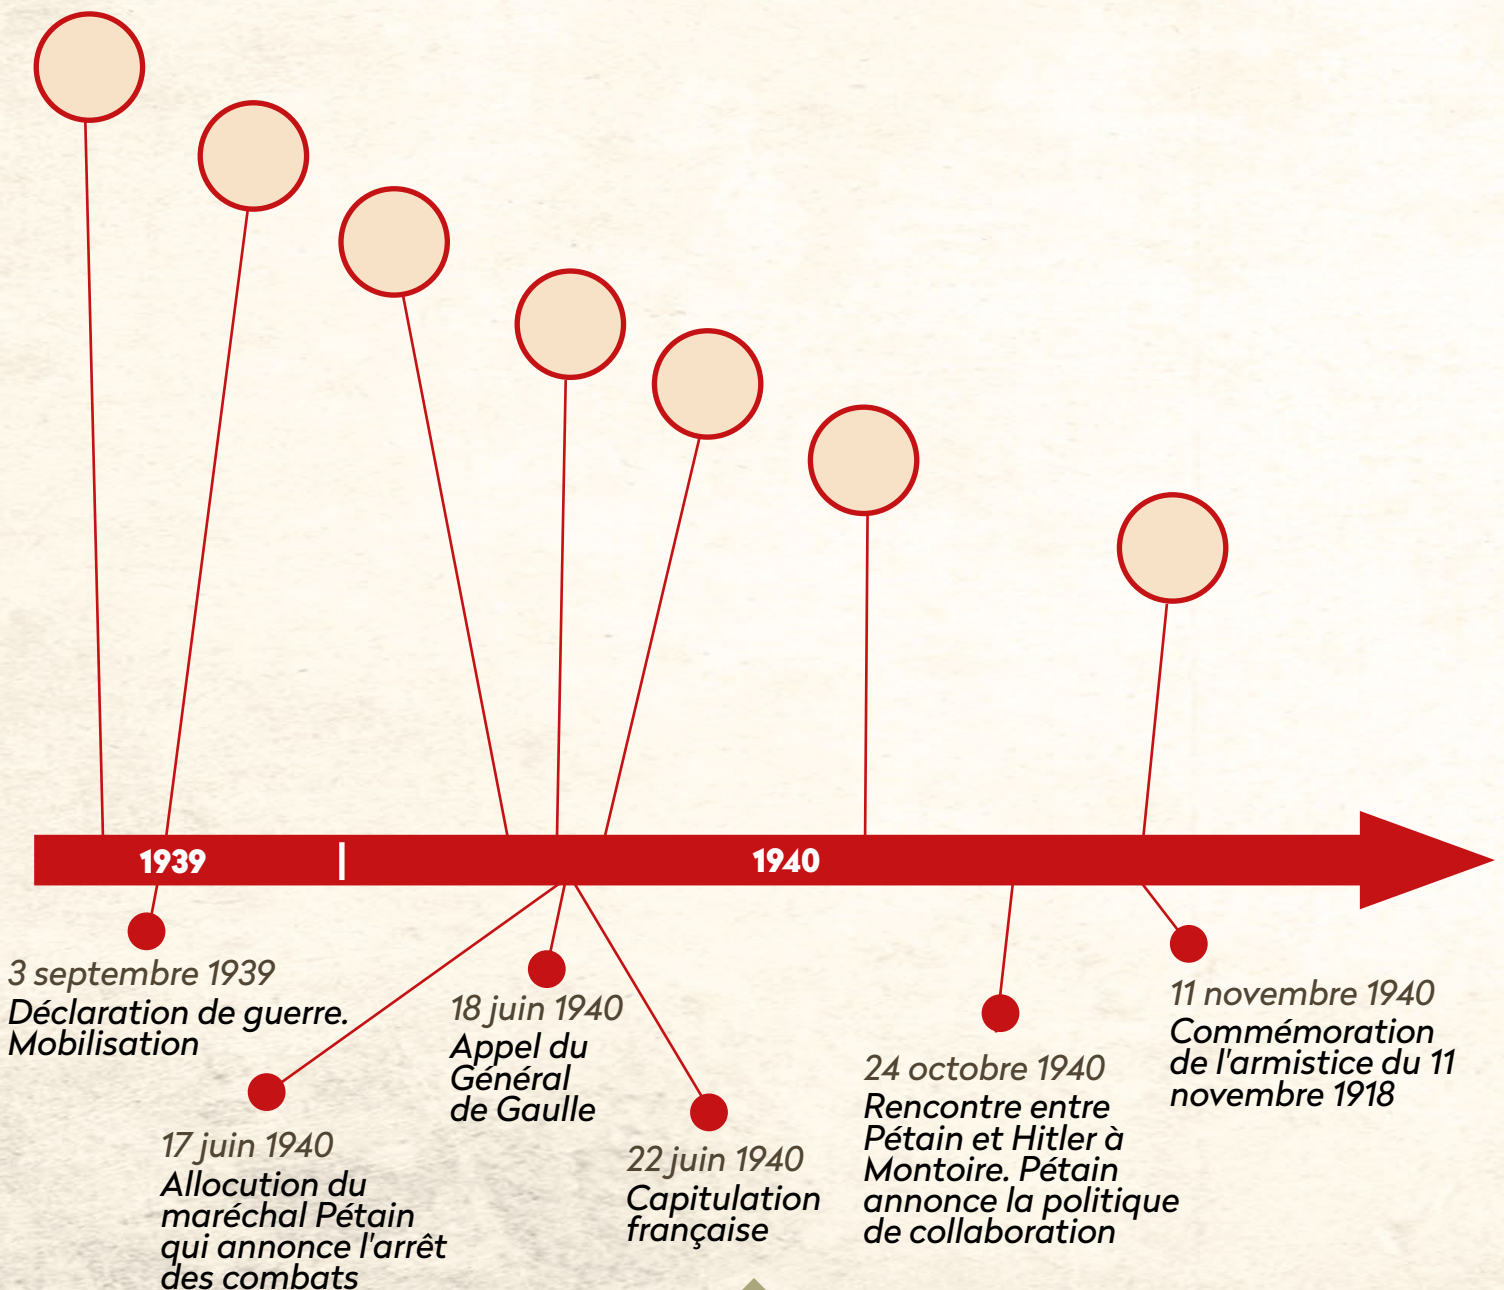 1939
1940
3 septembre 1939
Déclaration de guerre.
Mobilisation
17 juin 1940
Allocution du
maréchal Pétain
qui annonce l'arrêt
des combats
18 juin 1940
Appel du
Général
de Gaulle
22 juin 1940
Capitulation
française
24 octobre 1940
Rencontre entre
Pétain et Hitler à
Montoire. Pétain
annonce la politique
de collaboration
11 novembre 1940
Commémoration
de l'armistice du 11
novembre 1918